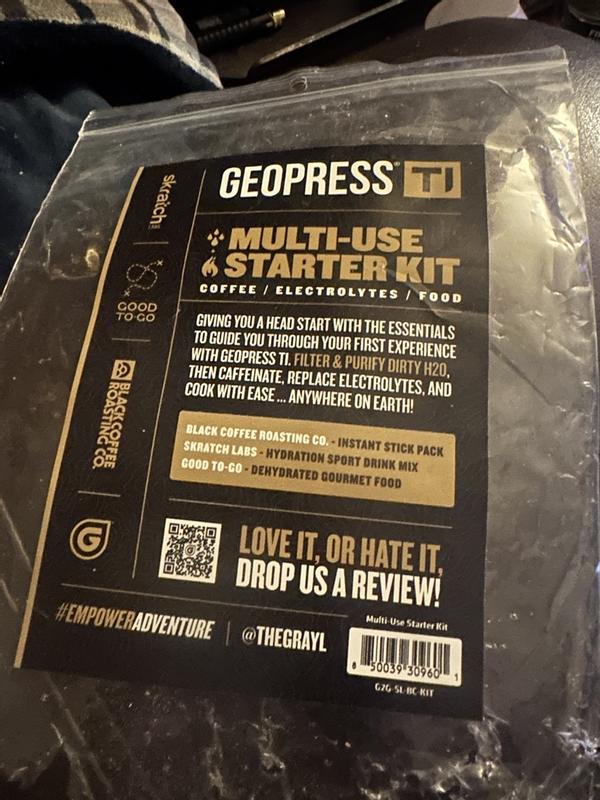 GEOPRESS® TI
MULTI-USE
STARTER KIT
COFFEE / ELECTROLYTES / FOOD
GIVING YOU A HEAD START WITH THE ESSENTIALS
TO GUIDE YOU THROUGH YOUR FIRST EXPERIENCE
WITH GEOPRESS TI. FILTER & PURIFY DIRTY H2O,
THEN CAFFEINATE, REPLACE ELECTROLYTES, AND
COOK WITH EASE ... ANYWHERE ON EARTH!
BLACK COFFEE ROASTING CO. - INSTANT STICK PACK
SKRATCH LABS - HYDRATION SPORT DRINK MIX
GOOD TO-GO - DEHYDRATED GOURMET FOOD
LOVE IT, OR HATE IT,
DROP US A REVIEW!
skratch
LABS
GOOD
TO-GO
BLACK COFFEE
ROASTING CO.
G
#EMPOWERADVENTURE | @THEGRAYL
Multi-Use Starter Kit
8 50039 30960 1
G2G-SL-BC-KIT